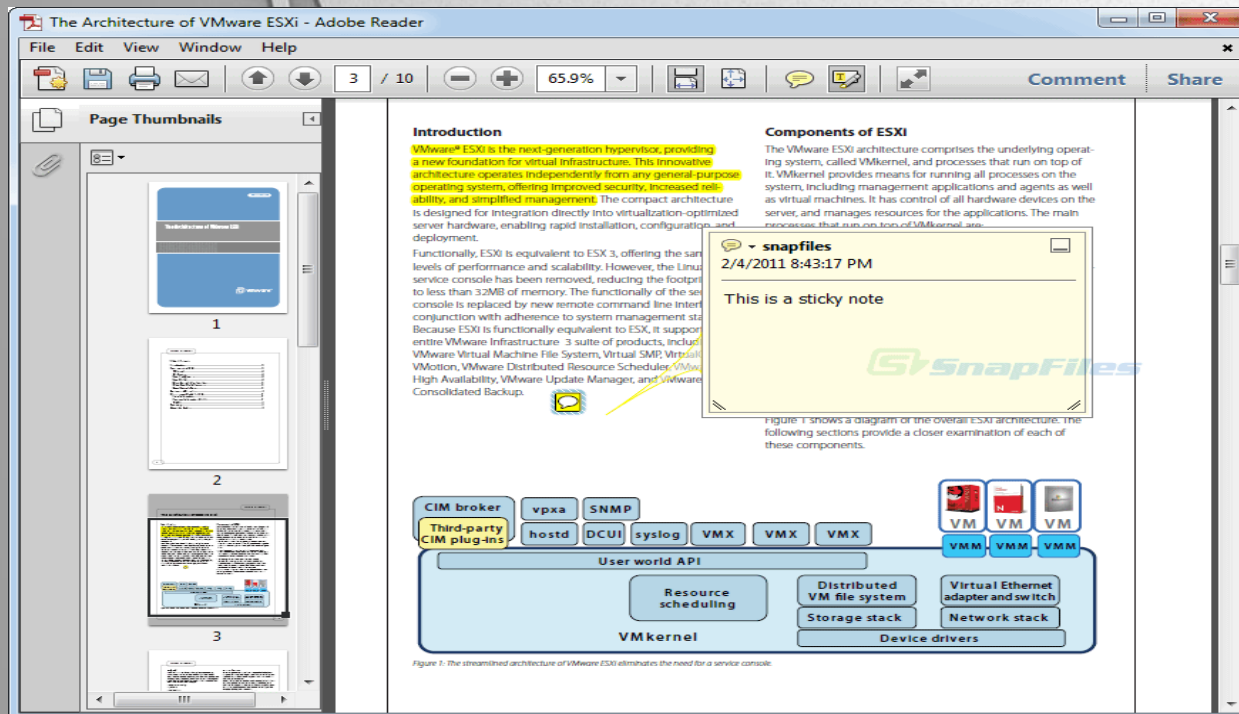 The Architecture of VMware ESXi - Adobe Reader
File Edit View Window Help
3 / 10 65.9% Comment Share
Page Thumbnails
1
2
3
Introduction
VMware® ESXi is the next-generation hypervisor, providing
a new foundation for virtual infrastructure. This innovative
architecture operates independently from any general-purpose
operating system, offering improved security, increased reli-
ability, and simplified management. The compact architecture
is designed for integration directly into virtualization-optimized
server hardware, enabling rapid installation, configuration, and
deployment.
Functionally, ESXi is equivalent to ESX 3, offering the
levels of performance and scalability. However, the
service console has been removed, reducing the
to less than 32MB of memory. The functionally of the
console is replaced by new remote command line
conjunction with adherence to system management
Because ESXi is functionally equivalent to ESX, it
entire VMware Infrastructure 3 suite of products,
VMware Virtual Machine File System, Virtual SMP,
VMotion, VMware Distributed Resource Scheduler,
High Availability, VMware Update Manager, and VMware
Consolidated Backup.
Components of ESXi
The VMware ESXi architecture comprises the underlying operat-
ing system, called VMkernel, and processes that run on top of
it. VMkernel provides means for running all processes on the
system, including management applications and agents as well
as virtual machines. It has control of all hardware devices on the
server, and manages resources for the applications. The main
processes that run on top of VMkernel are:
snapfiles
2/4/2011 8:43:17 PM
This is a sticky note
SnapFiles
Figure 1 shows a diagram of the overall ESXi architecture. The
following sections provide a closer examination of each of
these components.
CIM broker vpxa SNMP
Third-party
CIM plug-ins
hostd DCUI syslog VMX VMX VMX
VM VM VM
VMM VMM VMM
User world API
Resource
scheduling
Distributed
VM file system
Virtual Ethernet
adapter and switch
Storage stack Network stack
VMkernel Device drivers
Figure 1: The streamlined architecture of VMware ESXi eliminates the need for a service console.